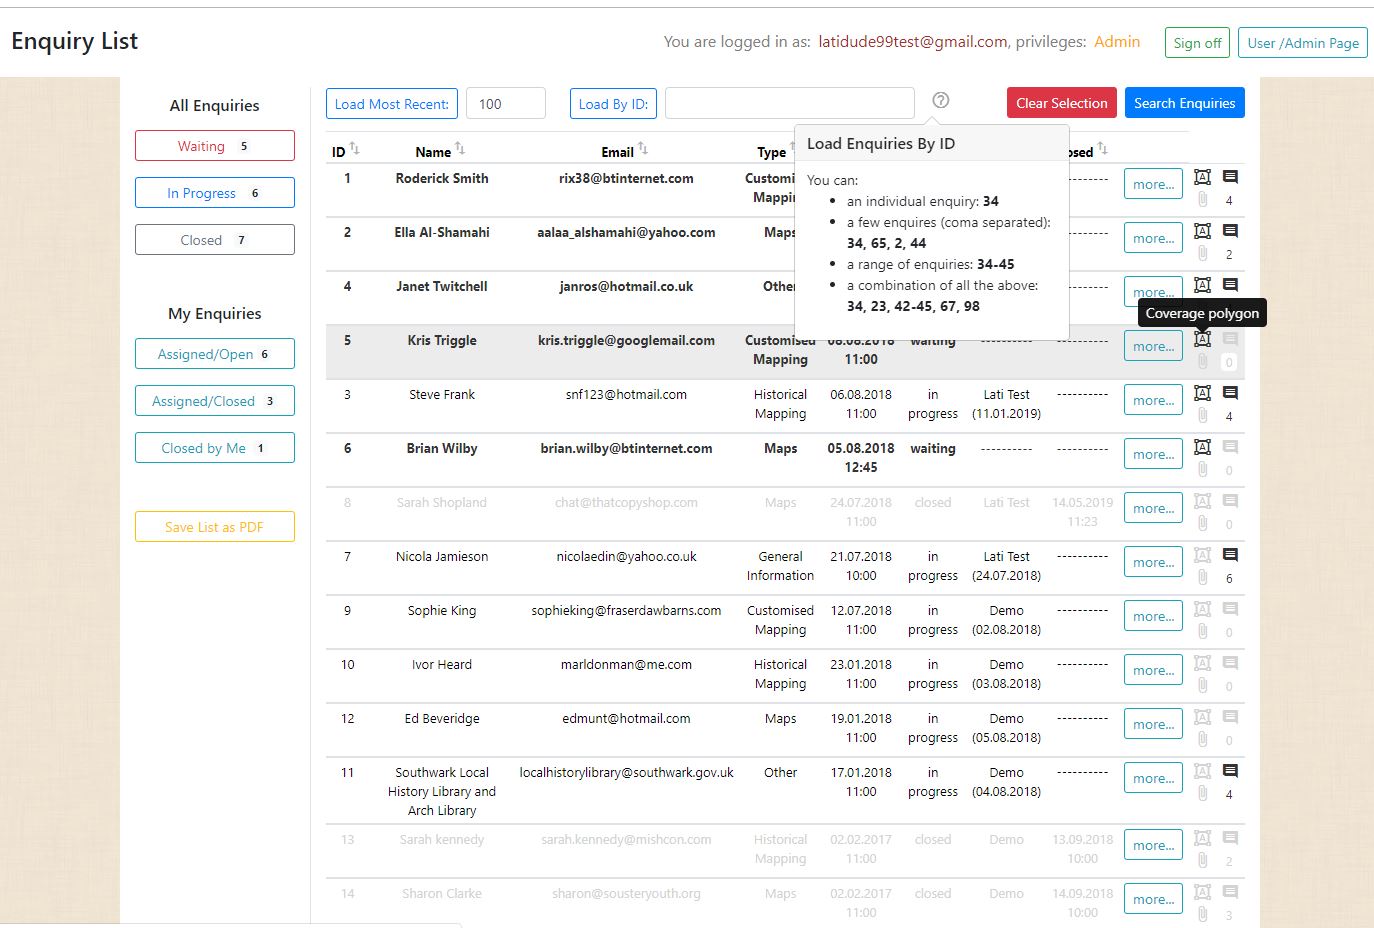 Enquiry List
You are logged in as: latidude99test@gmail.com, privileges: Admin
Sign off
User /Admin Page
All Enquiries
Waiting 5
In Progress 6
Closed 7
My Enquiries
Assigned/Open 6
Assigned/Closed 3
Closed by Me 1
Save List as PDF
Load Most Recent: 100 Load By ID:
Clear Selection Search Enquiries
Load Enquiries By ID
You can:
an individual enquiry: 34
a few enquires (coma separated):
34, 65, 2, 44
a range of enquiries: 34-45
a combination of all the above:
34, 23, 42-45, 67, 98
Coverage polygon
ID Name Email Type osed
1 Roderick Smith rix38@btinternet.com Customi --------- more...
Mappin 4
2 Ella Al-Shamahi aalaa_alshamahi@yahoo.com Maps --------- more...
2
4 Janet Twitchell janros@hotmail.co.uk Other --------- more...
5 Kris Triggle kris.triggle@googlemail.com Customised 08.08.2018 waiting ---------- ---------- more...
Mapping 11:00 0
3 Steve Frank snf123@hotmail.com Historical 06.08.2018 in Lati Test ---------- more...
Mapping 11:00 progress (11.01.2019) 4
6 Brian Wilby brian.wilby@btinternet.com Maps 05.08.2018 waiting ---------- ---------- more...
12:45 0
8 Sarah Shopland chat@thatcopyshop.com Maps 24.07.2018 closed Lati Test 14.05.2019 more...
11:00 11:23 0
7 Nicola Jamieson nicolaedin@yahoo.co.uk General 21.07.2018 in Lati Test ---------- more...
Information 10:00 progress (24.07.2018) 6
9 Sophie King sophieking@fraserdawbarns.com Customised 12.07.2018 in Demo ---------- more...
Mapping 11:00 progress (02.08.2018) 0
10 Ivor Heard marldonman@me.com Historical 23.01.2018 in Demo ---------- more...
Mapping 11:00 progress (03.08.2018) 0
12 Ed Beveridge edmunt@hotmail.com Maps 19.01.2018 in Demo ---------- more...
11:00 progress (05.08.2018) 0
11 Southwark Local localhistorylibrary@southwark.gov.uk Other 17.01.2018 in Demo ---------- more...
History Library and 11:00 progress (04.08.2018) 4
Arch Library
13 Sarah kennedy sarah.kennedy@mishcon.com Historical 02.02.2017 closed Demo 13.09.2018 more...
Mapping 11:00 10:00 2
14 Sharon Clarke sharon@sousteryouth.org Maps 02.02.2017 closed Demo 14.09.2018 more...
11:00 10:00 3